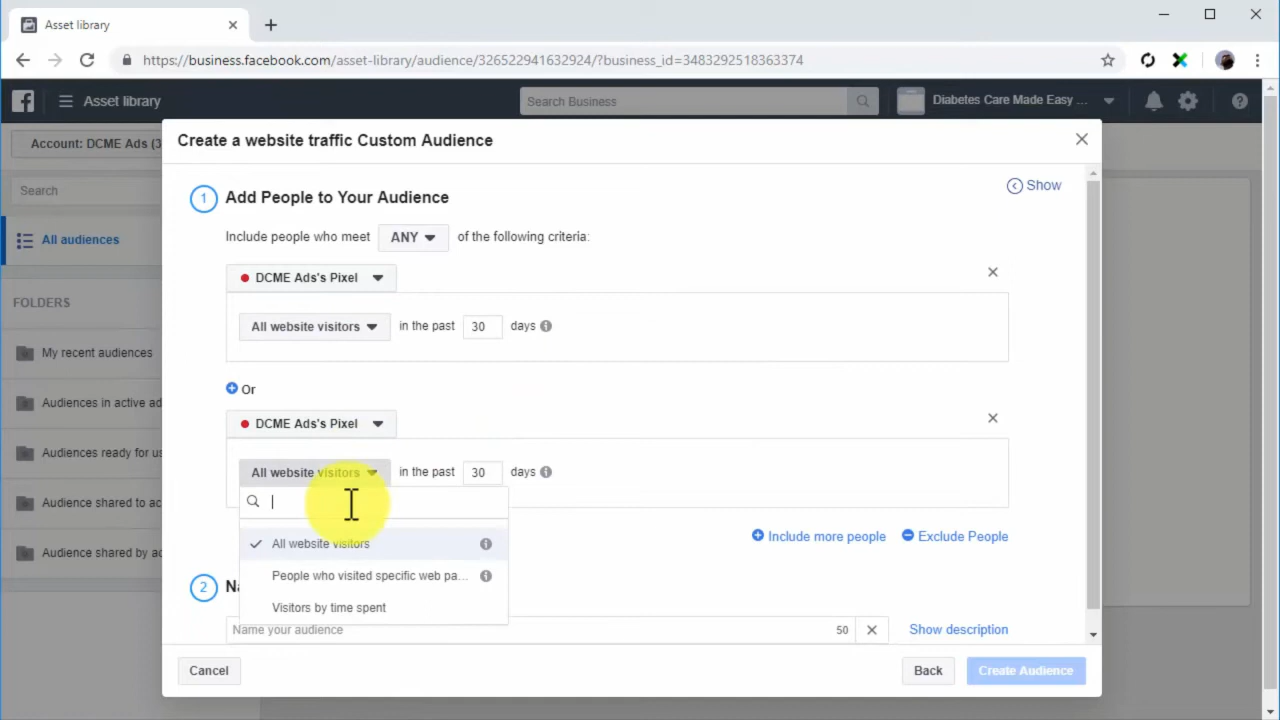 Asset library
https://business.facebook.com/asset-library/audience/326522941632924/?business_id=3483292518363374
Asset library
Search Business
Diabetes Care Made Easy ...
Account: DCME Ads (3
Search
All audiences
FOLDERS
My recent audiences
Audiences in active ad
Audiences ready for us
Audience shared to ac
Audience shared by ac
Create a website traffic Custom Audience
Show
1 Add People to Your Audience
Include people who meet ANY of the following criteria:
DCME Ads's Pixel
All website visitors in the past 30 days
Or
DCME Ads's Pixel
All website visitors in the past 30 days
All website visitors
People who visited specific web pa...
Visitors by time spent
Include more people Exclude People
2 Na
Name your audience 50 Show description
Cancel Back Create Audience